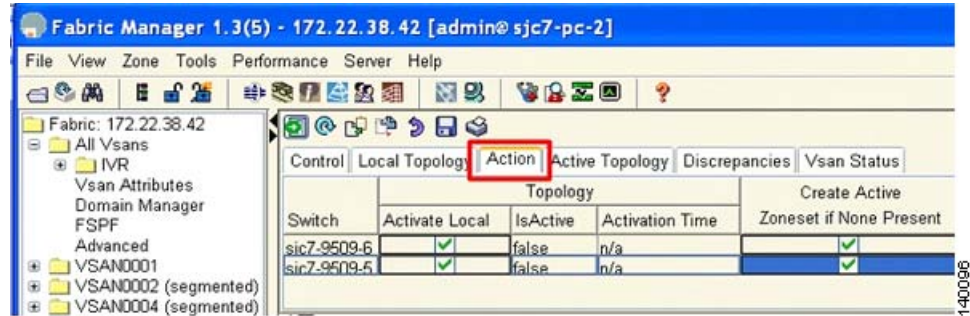 Fabric Manager 1.3(5) - 172.22.38.42 [admin@sjc7-pc-2]
File View Zone Tools Performance Server Help
Fabric: 172.22.38.42
All Vsans
IVR
Vsan Attributes
Domain Manager
FSPF
Advanced
VSAN0001
VSAN0002 (segmented)
VSAN0004 (segmented)
Control Local Topology Action Active Topology Discrepancies Vsan Status
Topology Create Active
Switch Activate Local IsActive Activation Time Zoneset if None Present
sjc7-9509-6 false n/a
sjc7-9509-5 false n/a
140096